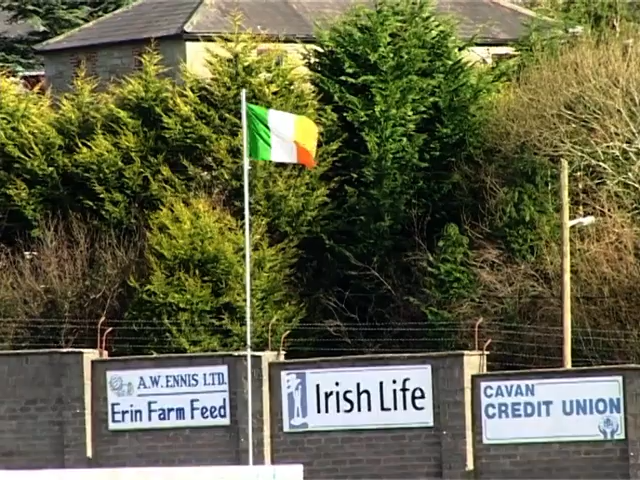 A.W. ENNIS LTD.
Erin Farm Feed
Irish Life
CAVAN
CREDIT UNION